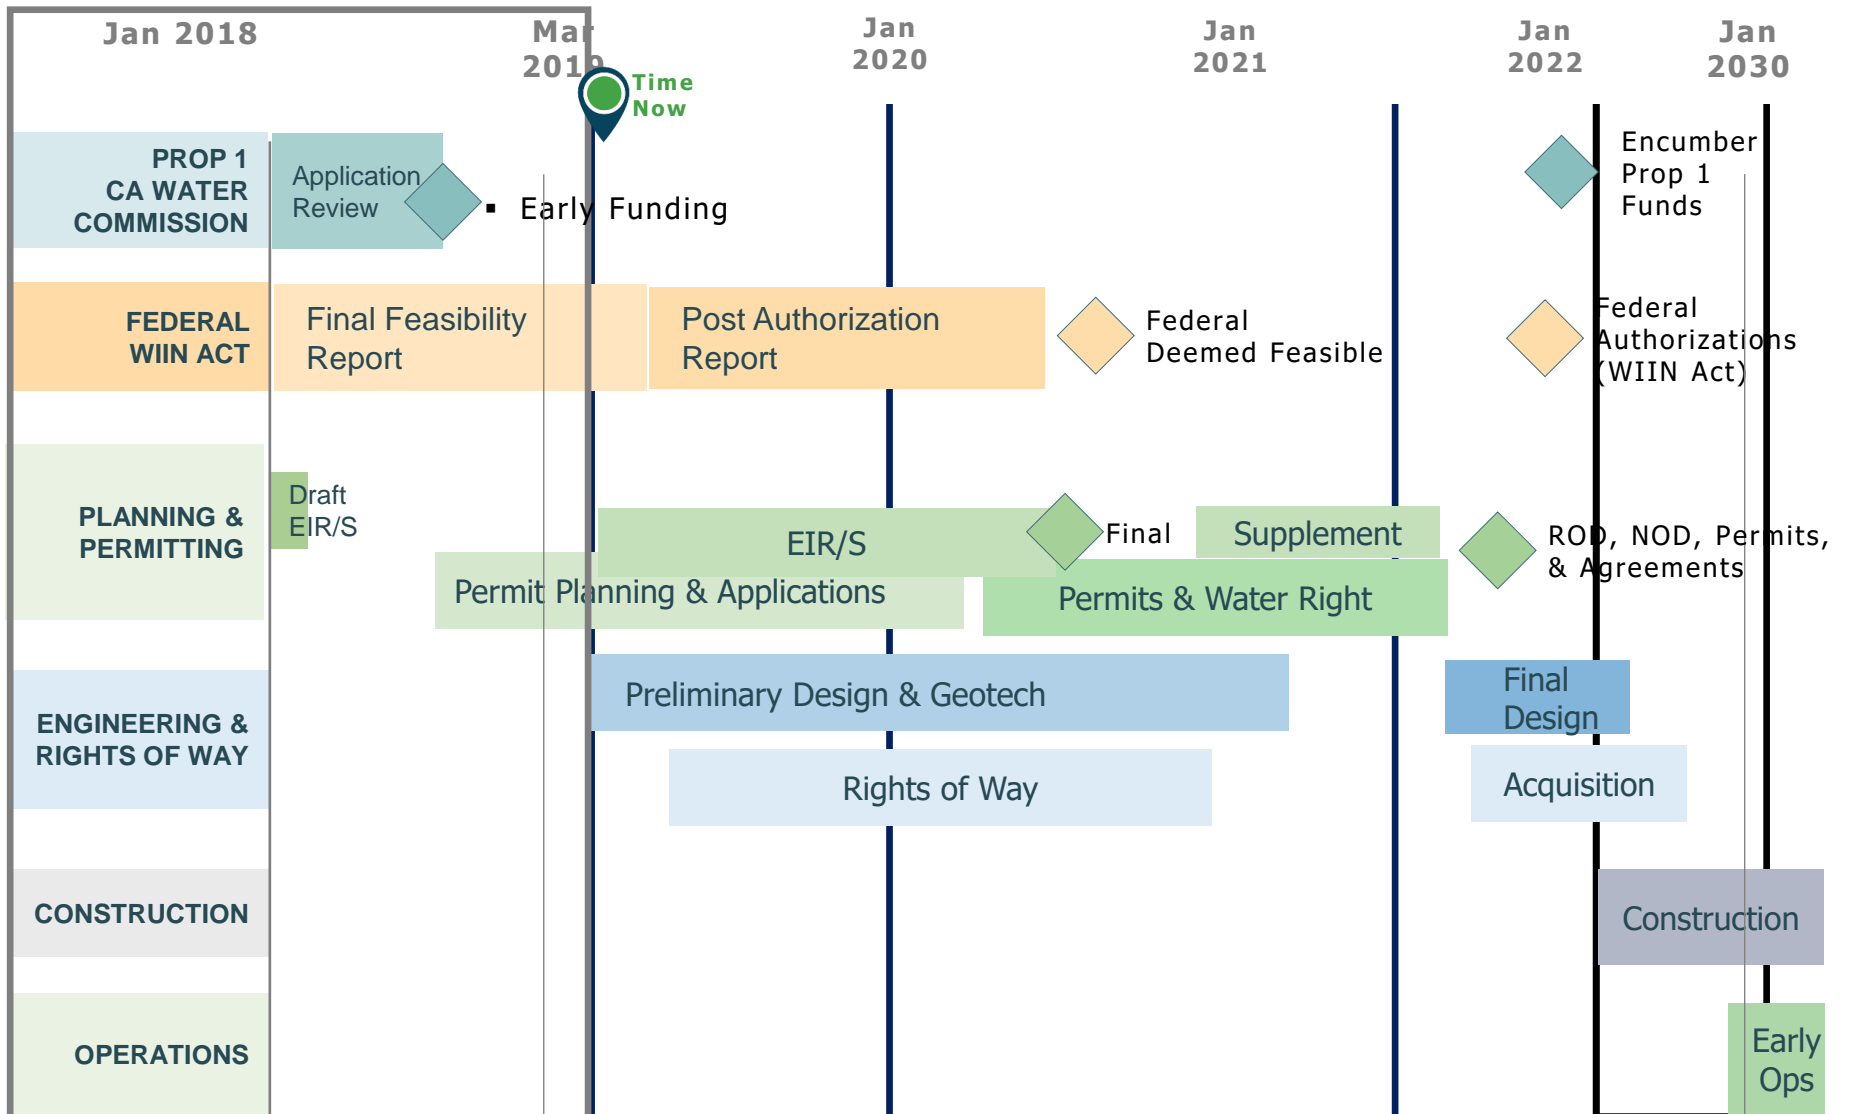 Jan 2018
Mar
2019
Jan
2020
Jan
2021
Jan
2022
Jan
2030
Time
Now
PROP 1
CA WATER
COMMISSION
Application
Review
▪ Early Funding
Encumber
Prop 1
Funds
FEDERAL
WIIN ACT
Final Feasibility
Report
Post Authorization
Report
Federal
Deemed Feasible
Federal
Authorizations
(WIIN Act)
PLANNING &
PERMITTING
Draft
EIR/S
EIR/S
Final
Supplement
ROD, NOD, Permits,
& Agreements
Permit Planning & Applications
Permits & Water Right
ENGINEERING &
RIGHTS OF WAY
Preliminary Design & Geotech
Final
Design
Rights of Way
Acquisition
CONSTRUCTION
Construction
OPERATIONS
Early
Ops